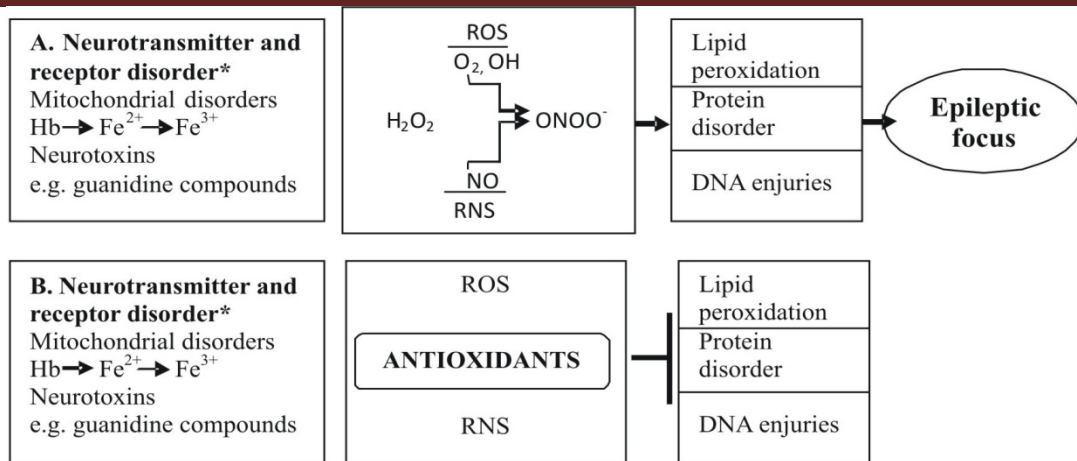 A. Neurotransmitter and
receptor disorder*
Mitochondrial disorders
Hb→Fe²⁺→Fe³⁺
Neurotoxins
e.g. guanidine compounds
ROS
O₂, OH
H₂O₂
ONOO⁻
NO
RNS
Lipid
peroxidation
Protein
disorder
DNA enjuries
Epileptic
focus
B. Neurotransmitter and
receptor disorder*
Mitochondrial disorders
Hb→Fe²⁺→Fe³⁺
Neurotoxins
e.g. guanidine compounds
ROS
ANTIOXIDANTS
RNS
Lipid
peroxidation
Protein
disorder
DNA enjuries